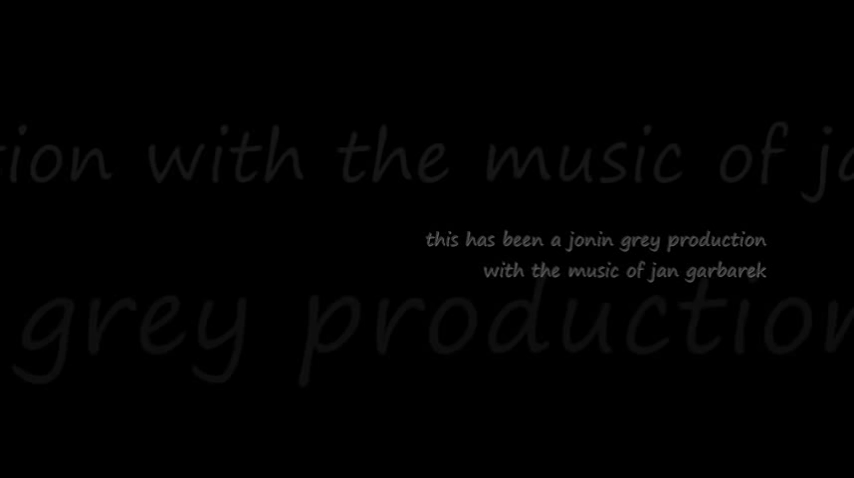 tion with the music of ja
this has been a jonin grey production
with the music of jan garbarek
grey production